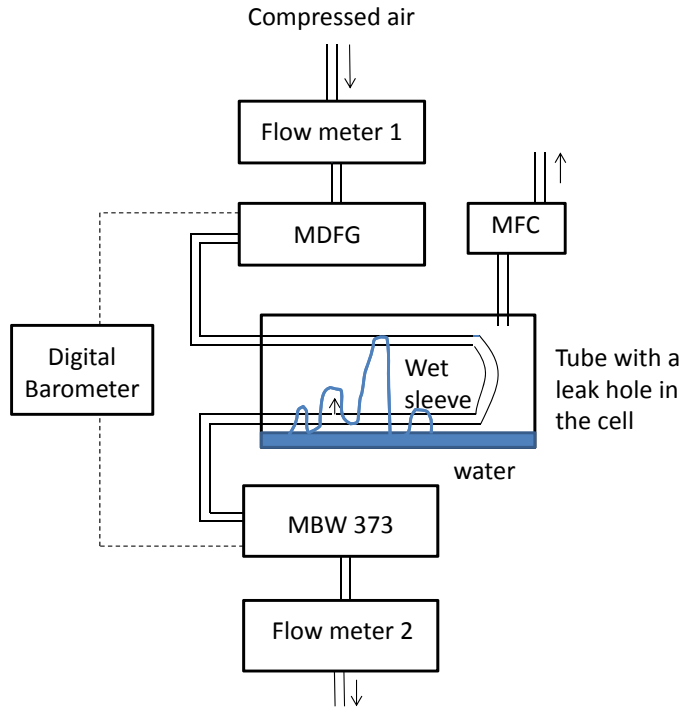 Compressed air
Flow meter 1
MDFG
MFC
Digital
Barometer
Wet
sleeve
Tube with a
leak hole in
the cell
water
MBW 373
Flow meter 2